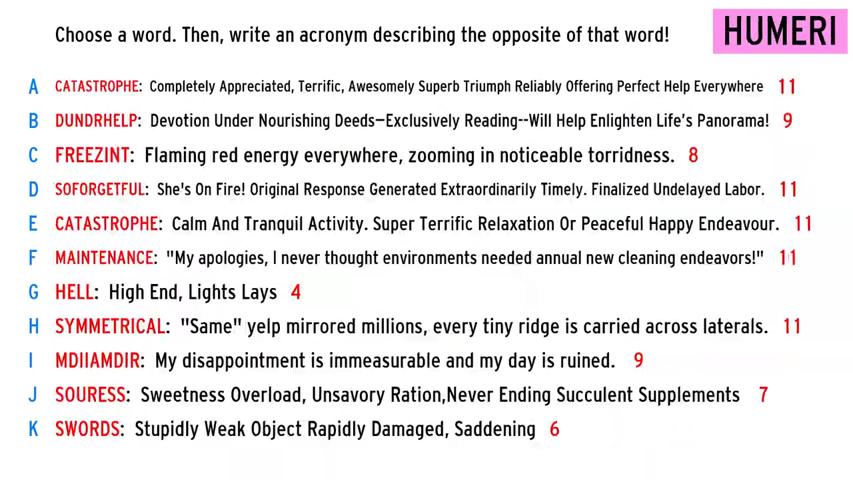 Choose a word. Then, write an acronym describing the opposite of that word!
HUMERI
A CATASTROPHE: Completely Appreciated, Terrific, Awesomely Superb Triumph Reliably Offering Perfect Help Everywhere 11
B DUNDRHELP: Devotion Under Nourishing Deeds—Exclusively Reading--Will Help Enlighten Life's Panorama! 9
C FREEZINT: Flaming red energy everywhere, zooming in noticeable torridness. 8
D SOFORGETFUL: She's On Fire! Original Response Generated Extraordinarily Timely. Finalized Undelayed Labor. 11
E CATASTROPHE: Calm And Tranquil Activity. Super Terrific Relaxation Or Peaceful Happy Endeavour. 11
F MAINTENANCE: "My apologies, I never thought environments needed annual new cleaning endeavors!" 11
G HELL: High End, Lights Lays 4
H SYMMETRICAL: "Same" yelp mirrored millions, every tiny ridge is carried across laterals. 11
I MDIIAMDIR: My disappointment is immeasurable and my day is ruined. 9
J SOURESS: Sweetness Overload, Unsavory Ration,Never Ending Succulent Supplements 7
K SWORDS: Stupidly Weak Object Rapidly Damaged, Saddening 6